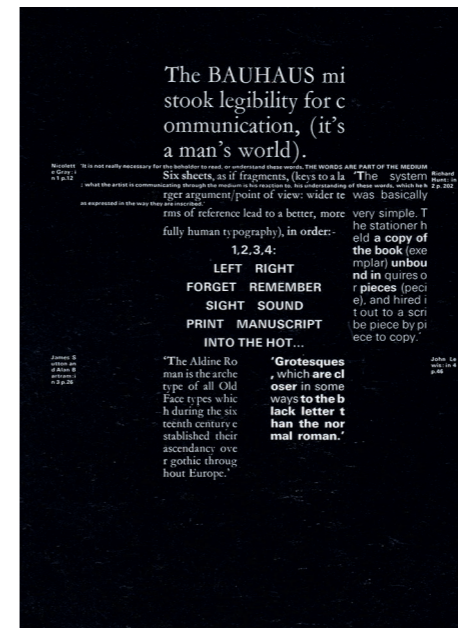 The BAUHAUS mi
stook legibility for c
ommunication, (it's
a man's world).
Nicolett
e Gray: i
n 1 p.12
'It is not really necessary for the beholder to read, or understand these words. THE WORDS ARE PART OF THE MEDIUM
; what the artist is communicating through the medium is his reaction to, his understanding of these words, which he h
as expressed in the way they are inscribed.'
Six sheets, as if fragments, (keys to a la
rger argument/point of view: wider te
rms of reference lead to a better, more
fully human typography), in order:-
1,2,3,4:
LEFT RIGHT
FORGET REMEMBER
SIGHT SOUND
PRINT MANUSCRIPT
INTO THE HOT...
'The system
was basically
very simple. T
he stationer h
eld a copy of
the book (exe
mplar) unbou
nd in quires o
r pieces (peci
e), and hired i
t out to a scri
be piece by pi
ece to copy.'
Richard
Hunt: in
2 p.202
James S
utton an
d Alan B
artram: i
n 3 p.26
'The Aldine Ro
man is the arche
type of all Old
Face types whic
h during the six
teenth century e
stablished their
ascendancy ove
r gothic throug
hout Europe.'
'Grotesques
, which are cl
oser in some
ways to the b
lack letter t
han the nor
mal roman.'
John Le
wis: in 4
p.46